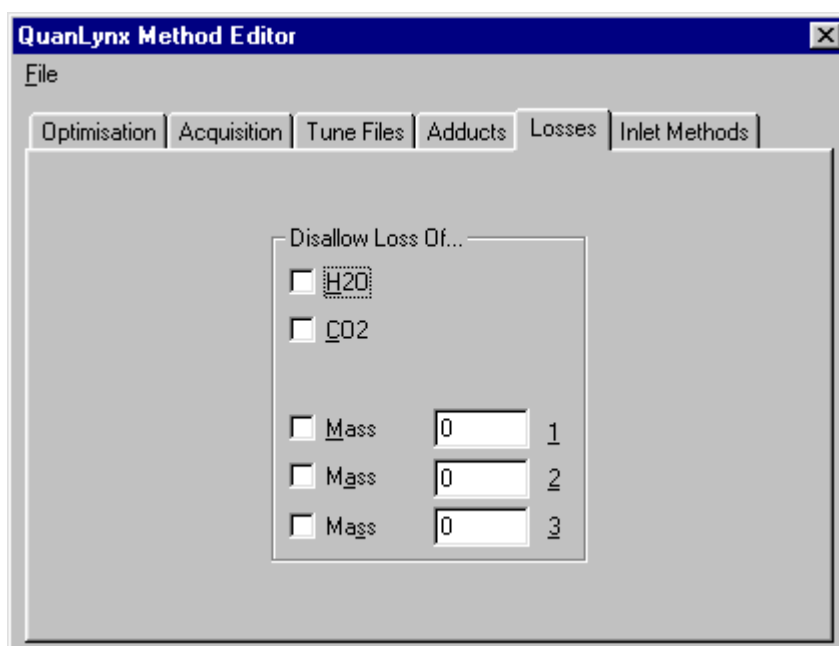 QuanLynx Method Editor
File
Optimisation Acquisition Tune Files Adducts Losses Inlet Methods
Disallow Loss Of...
H2O
CO2
Mass 0 1
Mass 0 2
Mass 0 3